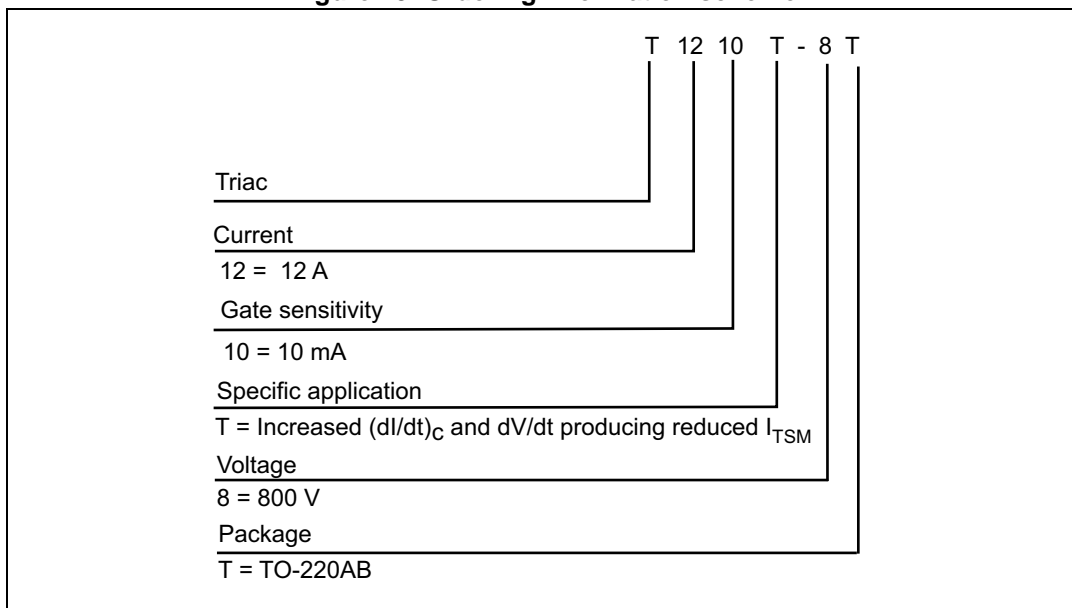 T 12 10 T - 8 T
Triac
Current
12 = 12 A
Gate sensitivity
10 = 10 mA
Specific application
T = Increased (dI/dt)c and dV/dt producing reduced ITSM
Voltage
8 = 800 V
Package
T = TO-220AB